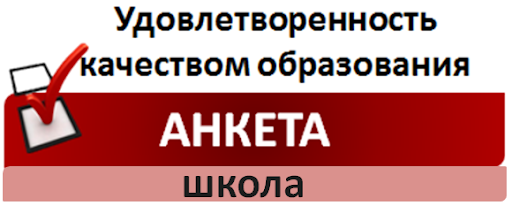 Удовлетворенность
качеством образования
АНКЕТА
школа